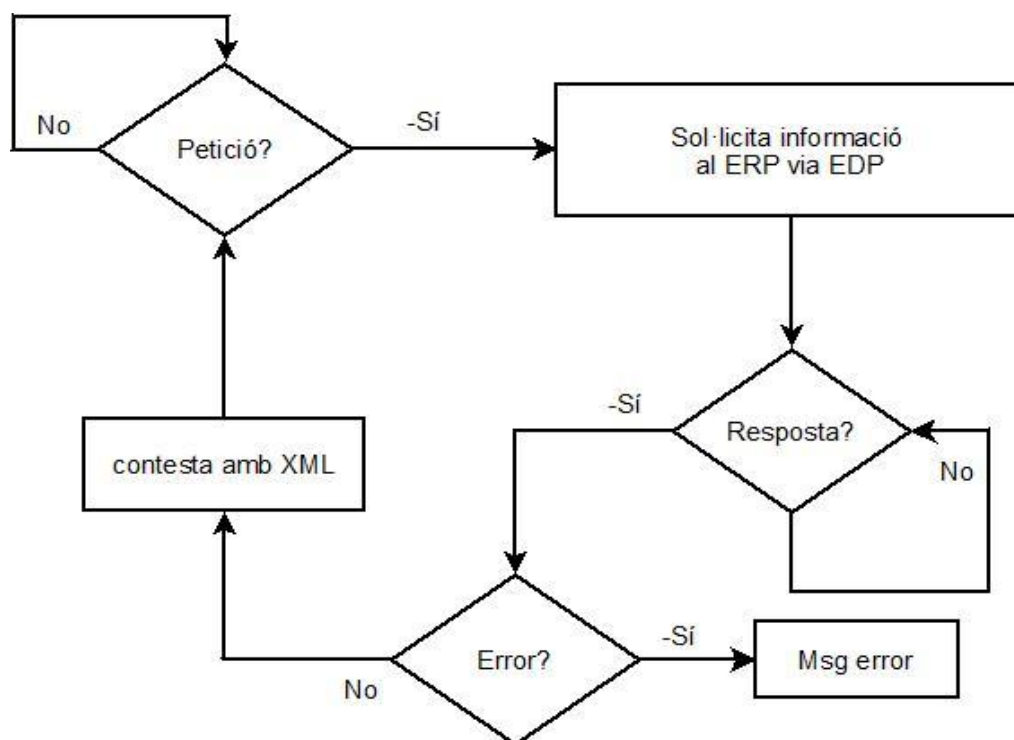 No
Petició?
-Sí
Sol·licita informació
al ERP via EDP
-Sí
Resposta?
No
contesta amb XML
Error?
-Sí
Msg error
No